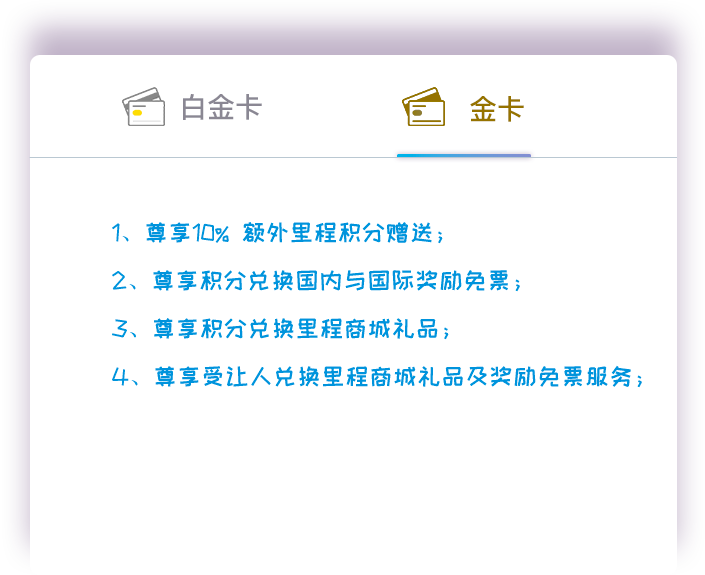 白金卡 金卡
1、尊享10% 额外里程积分赠送；
2、尊享积分兑换国内与国际奖励免票；
3、尊享积分兑换里程商城礼品；
4、尊享受让人兑换里程商城礼品及奖励免票服务；